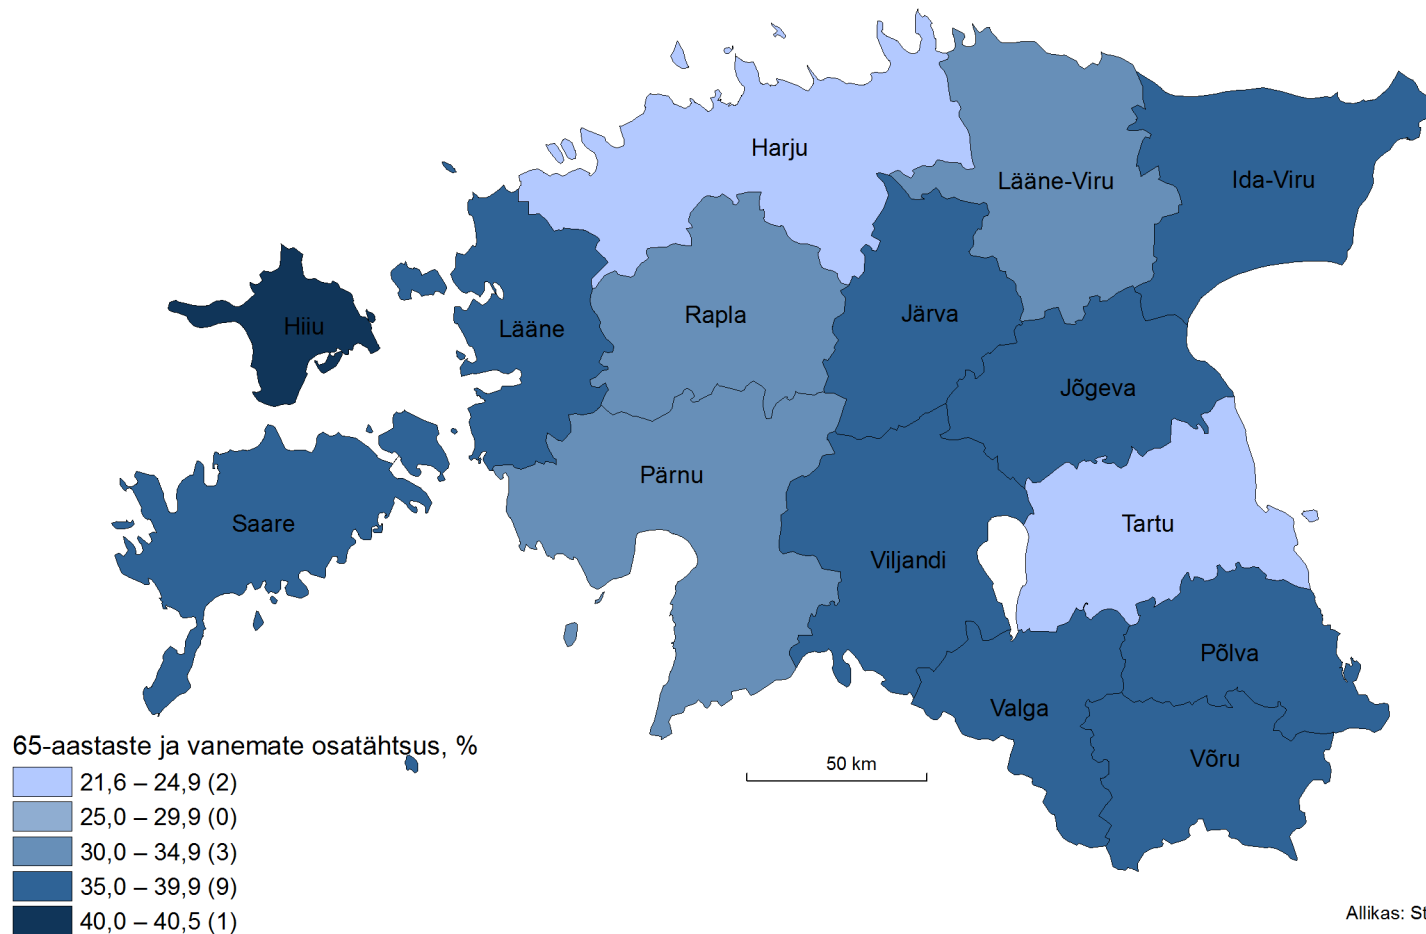 Harju
Lääne-Viru
Ida-Viru
Hiiu
Lääne
Rapla
Järva
Jõgeva
Pärnu
Saare
Tartu
Viljandi
Põlva
Valga
Võru
65-aastaste ja vanemate osatähtsus, %
21,6 – 24,9 (2)
25,0 – 29,9 (0)
30,0 – 34,9 (3)
35,0 – 39,9 (9)
40,0 – 40,5 (1)
50 km
Allikas: St